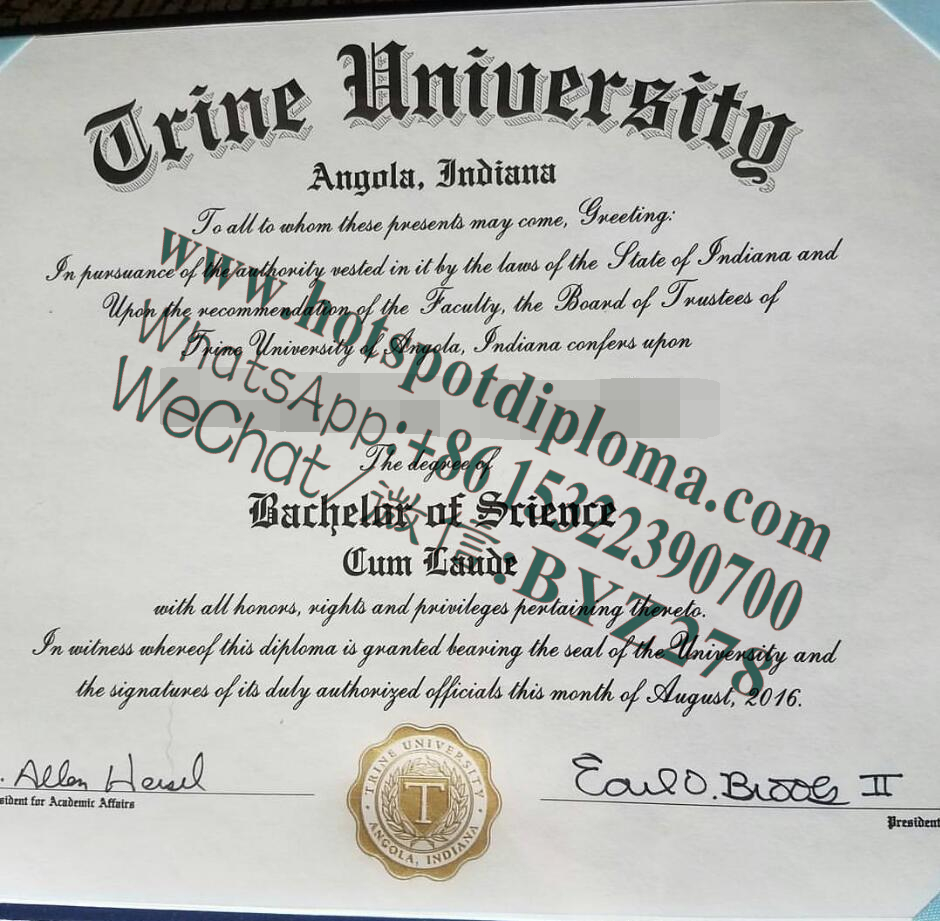 Trine University
Angola, Indiana
To all to whom these presents may come, Greeting:
In pursuance of the authority vested in it by the laws of the State of Indiana and
Upon the recommendation of the Faculty, the Board of Trustees of
Trine University of Angola, Indiana confers upon
The degree of
Bachelor of Science
Cum Laude
with all honors, rights and privileges pertaining thereto.
In witness whereof this diploma is granted bearing the seal of the University and
the signatures of its duly authorized officials this month of August, 2016.
www.hotspotdiploma.com
WhatsApp:+8615322390700
WeChat/微信:BYZ278
. Allen Hersel
sident for Academic Affairs
TRINE UNIVERSITY
T
ANGOLA, INDIANA
Earl D. Brooks II
President